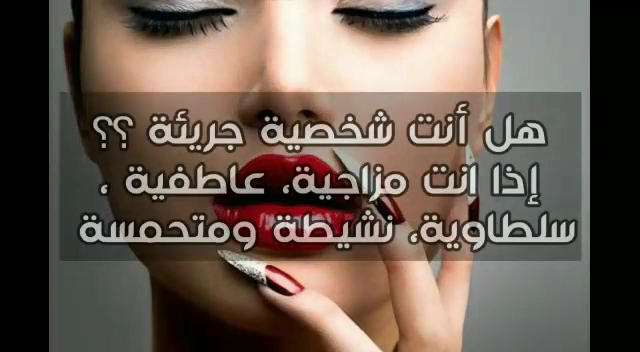 هل أنت شخصية جريئة ؟؟
إذا انت مزاجية، عاطفية ،
سلطاوية، نشيطة ومتحمسة